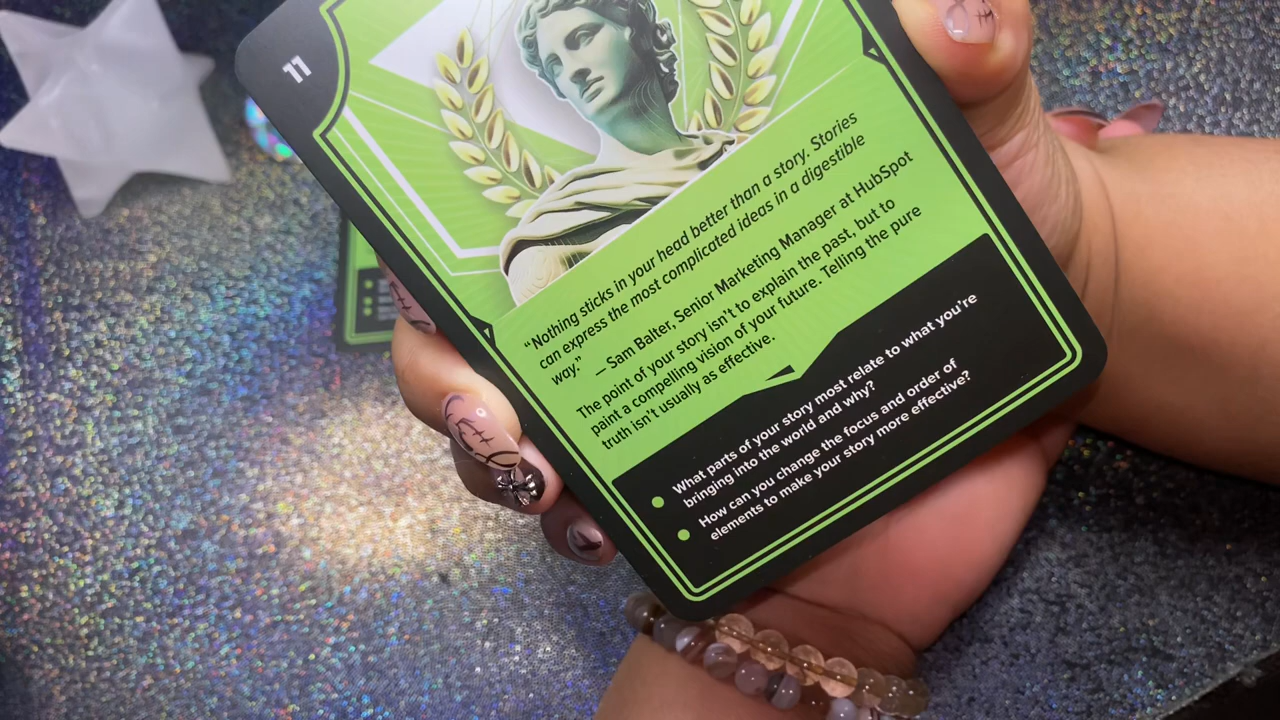 11
“Nothing sticks in your head better than a story. Stories
can express the most complicated ideas in a digestible
way.”
— Sam Balter, Senior Marketing Manager at HubSpot
The point of your story isn't to explain the past, but to
paint a compelling vision of your future. Telling the pure
truth isn't usually as effective.
What parts of your story most relate to what you're
bringing into the world and why?
How can you change the focus and order of
elements to make your story more effective?